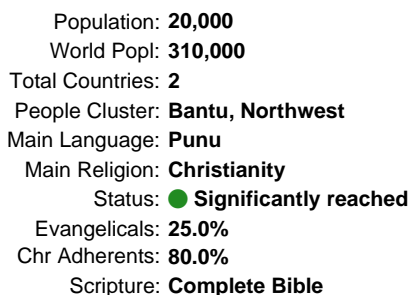 Population: 20,000
World Popl: 310,000
Total Countries: 2
People Cluster: Bantu, Northwest
Main Language: Punu
Main Religion: Christianity
Status: Significantly reached
Evangelicals: 25.0%
Chr Adherents: 80.0%
Scripture: Complete Bible